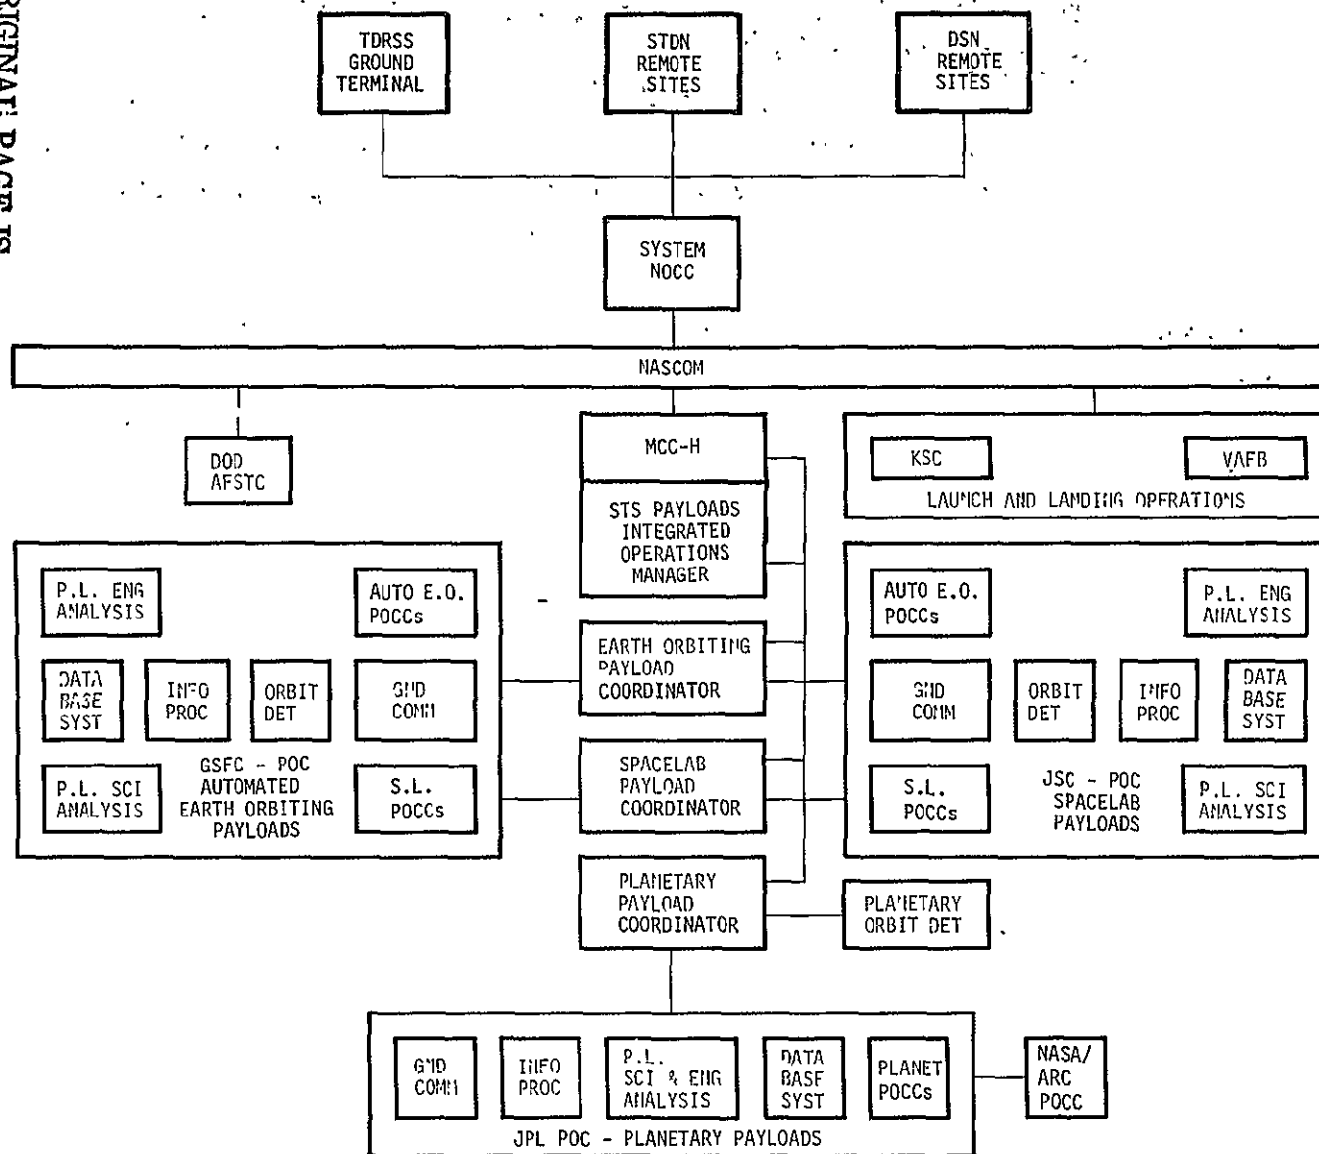 RIGINAL PAGE IS
TDRSS
GROUND
TERMINAL
STDN
REMOTE
SITES
DSN
REMOTE
SITES
SYSTEM
NOCC
NASCOM
DOD
AFSTC
MCC-H
STS PAYLOADS
INTEGRATED
OPERATIONS
MANAGER
KSC
VAFB
LAUNCH AND LANDING OPERATIONS
P.L. ENG
ANALYSIS
AUTO E.O.
POCCs
DATA
BASE
SYST
INFO
PROC
ORBIT
DET
GND
COMM
P.L. SCI
ANALYSIS
GSFC - POC
AUTOMATED
EARTH ORBITING
PAYLOADS
S.L.
POCCs
EARTH ORBITING
PAYLOAD
COORDINATOR
SPACELAB
PAYLOAD
COORDINATOR
PLANETARY
PAYLOAD
COORDINATOR
AUTO E.O.
POCCs
P.L. ENG
ANALYSIS
GND
COMM
ORBIT
DET
INFO
PROC
DATA
BASE
SYST
S.L.
POCCs
JSC - POC
SPACELAB
PAYLOADS
P.L. SCI
ANALYSIS
PLANETARY
ORBIT DET
GND
COMM
INFO
PROC
P.L.
SCI & ENG
ANALYSIS
DATA
BASE
SYST
PLANET
POCCs
JPL POC - PLANETARY PAYLOADS
NASA/
ARC
POCC